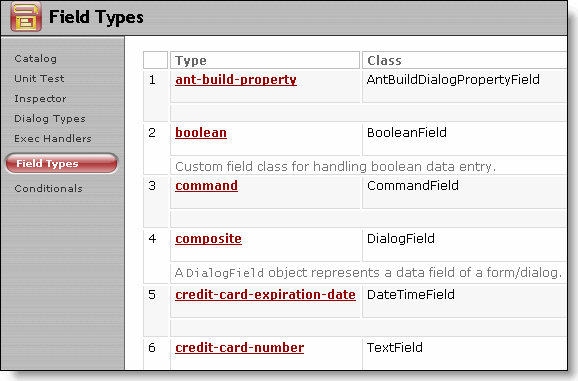 Field Types
Catalog
Unit Test
Inspector
Dialog Types
Exec Handlers
Field Types
Conditionals
Type Class
1 ant-build-property AntBuildDialogPropertyField
2 boolean BooleanField
Custom field class for handling boolean data entry.
3 command CommandField
4 composite DialogField
A DialogField object represents a data field of a form/dialog.
5 credit-card-expiration-date DateTimeField
6 credit-card-number TextField